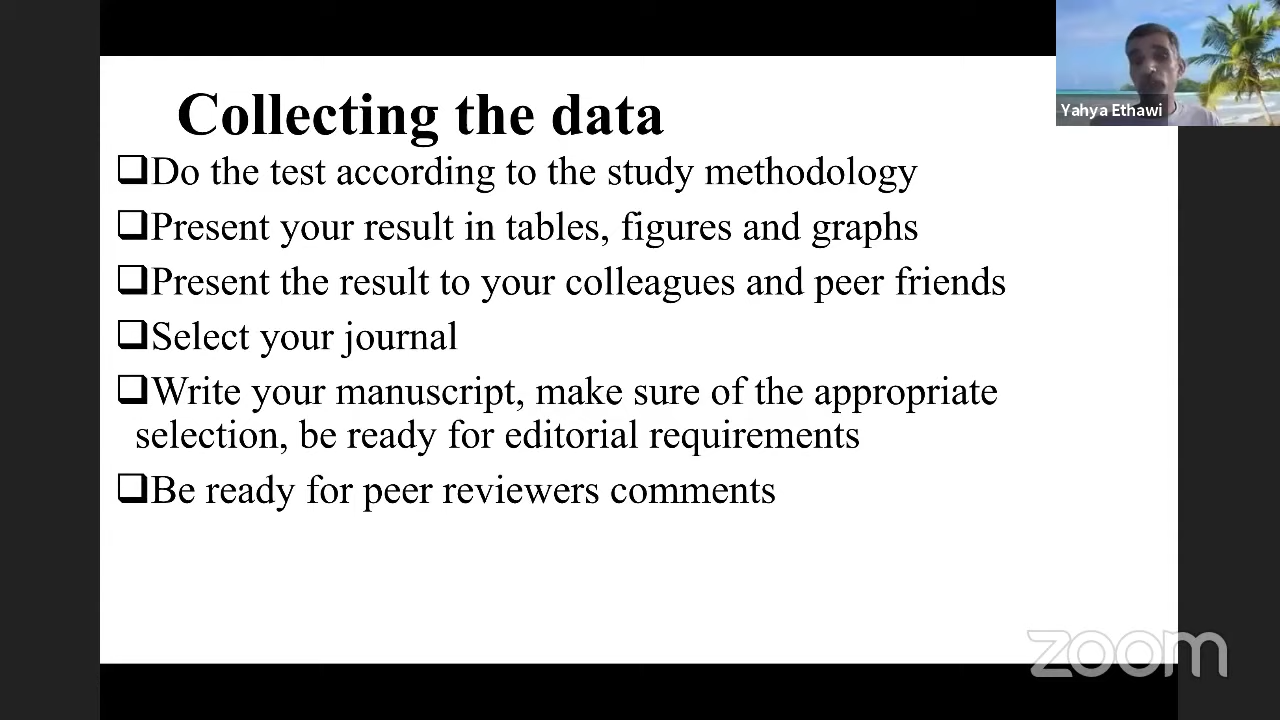 Collecting the data
Yahya Ethawi
❑Do the test according to the study methodology
❑Present your result in tables, figures and graphs
❑Present the result to your colleagues and peer friends
❑Select your journal
❑Write your manuscript, make sure of the appropriate
selection, be ready for editorial requirements
❑Be ready for peer reviewers comments
zoom